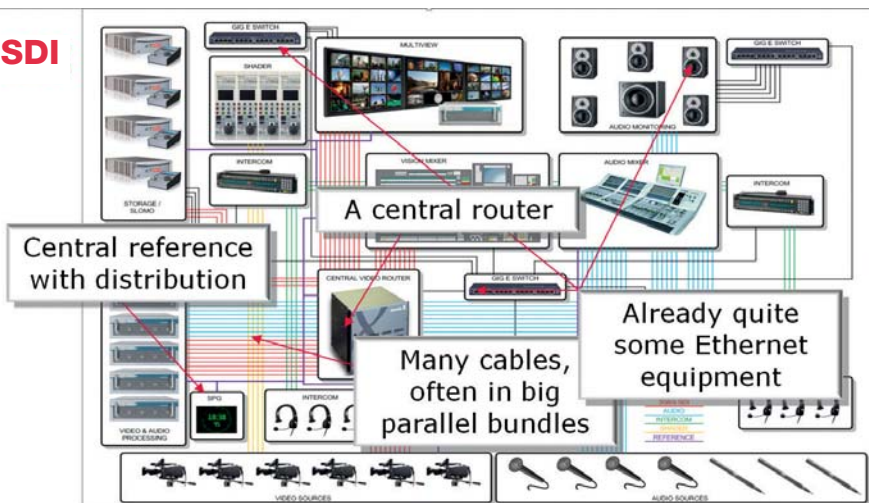 SDI
GIG E SWITCH
SHADER
MULTIVIEW
GIG E SWITCH
AUDIO MONITORING
INTERCOM
VISION MIXER
AUDIO MIXER
INTERCOM
STORAGE /
SLOMO
A central router
Central reference
with distribution
CENTRAL VIDEO ROUTER
GIG E SWITCH
Already quite
some Ethernet
equipment
Many cables,
often in big
parallel bundles
SPG
INTERCOM
VIDEO & AUDIO
PROCESSING
AUDIO
INTERCOM
REFERENCE
VIDEO SOURCES
AUDIO SOURCES